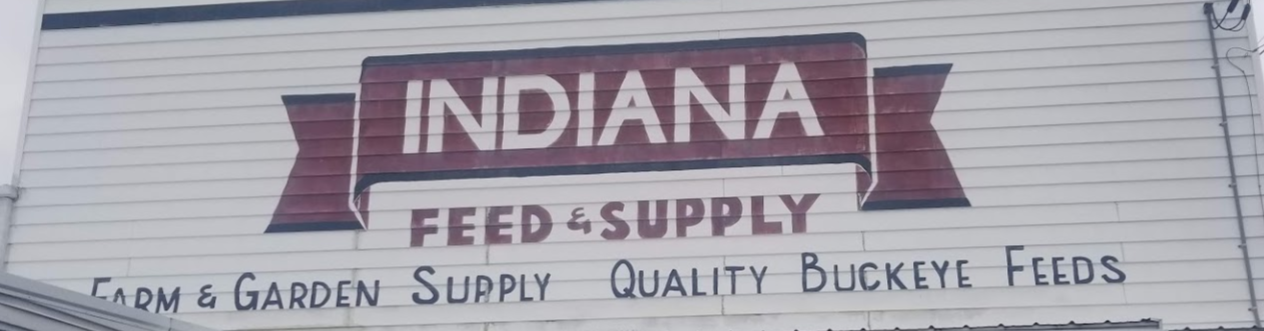 INDIANA
FEED & SUPPLY
FARM & GARDEN SUPPLY QUALITY BUCKEYE FEEDS